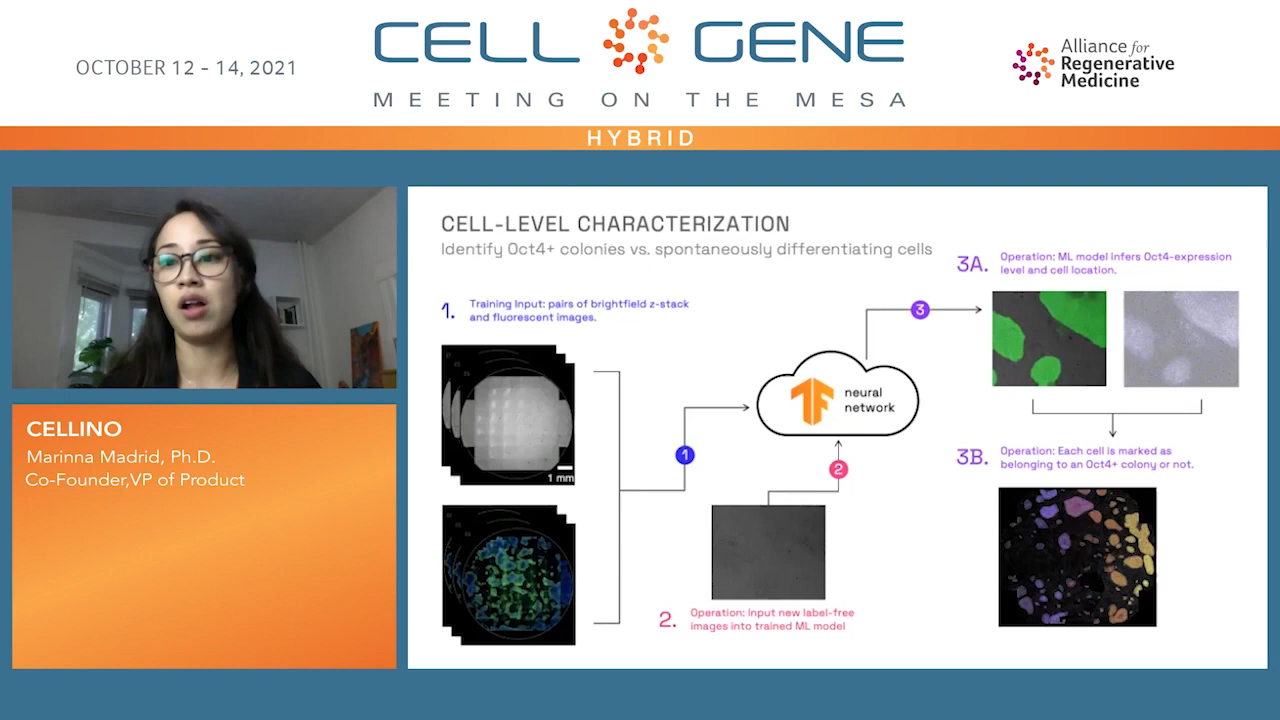 OCTOBER 12 - 14, 2021
CELL GENE
MEETING ON THE MESA
Alliance for
Regenerative
Medicine
HYBRID
CELLINO
Marinna Madrid, Ph.D.
Co-Founder,VP of Product
CELL-LEVEL CHARACTERIZATION
Identify Oct4+ colonies vs. spontaneously differentiating cells
1. Training Input: pairs of brightfield z-stack
and fluorescent images.
1 mm
1
neural
network
2
2. Operation: Input new label-free
images into trained ML model
3
3A. Operation: ML model infers Oct4-expression
level and cell location.
3B. Operation: Each cell is marked as
belonging to an Oct4+ colony or not.